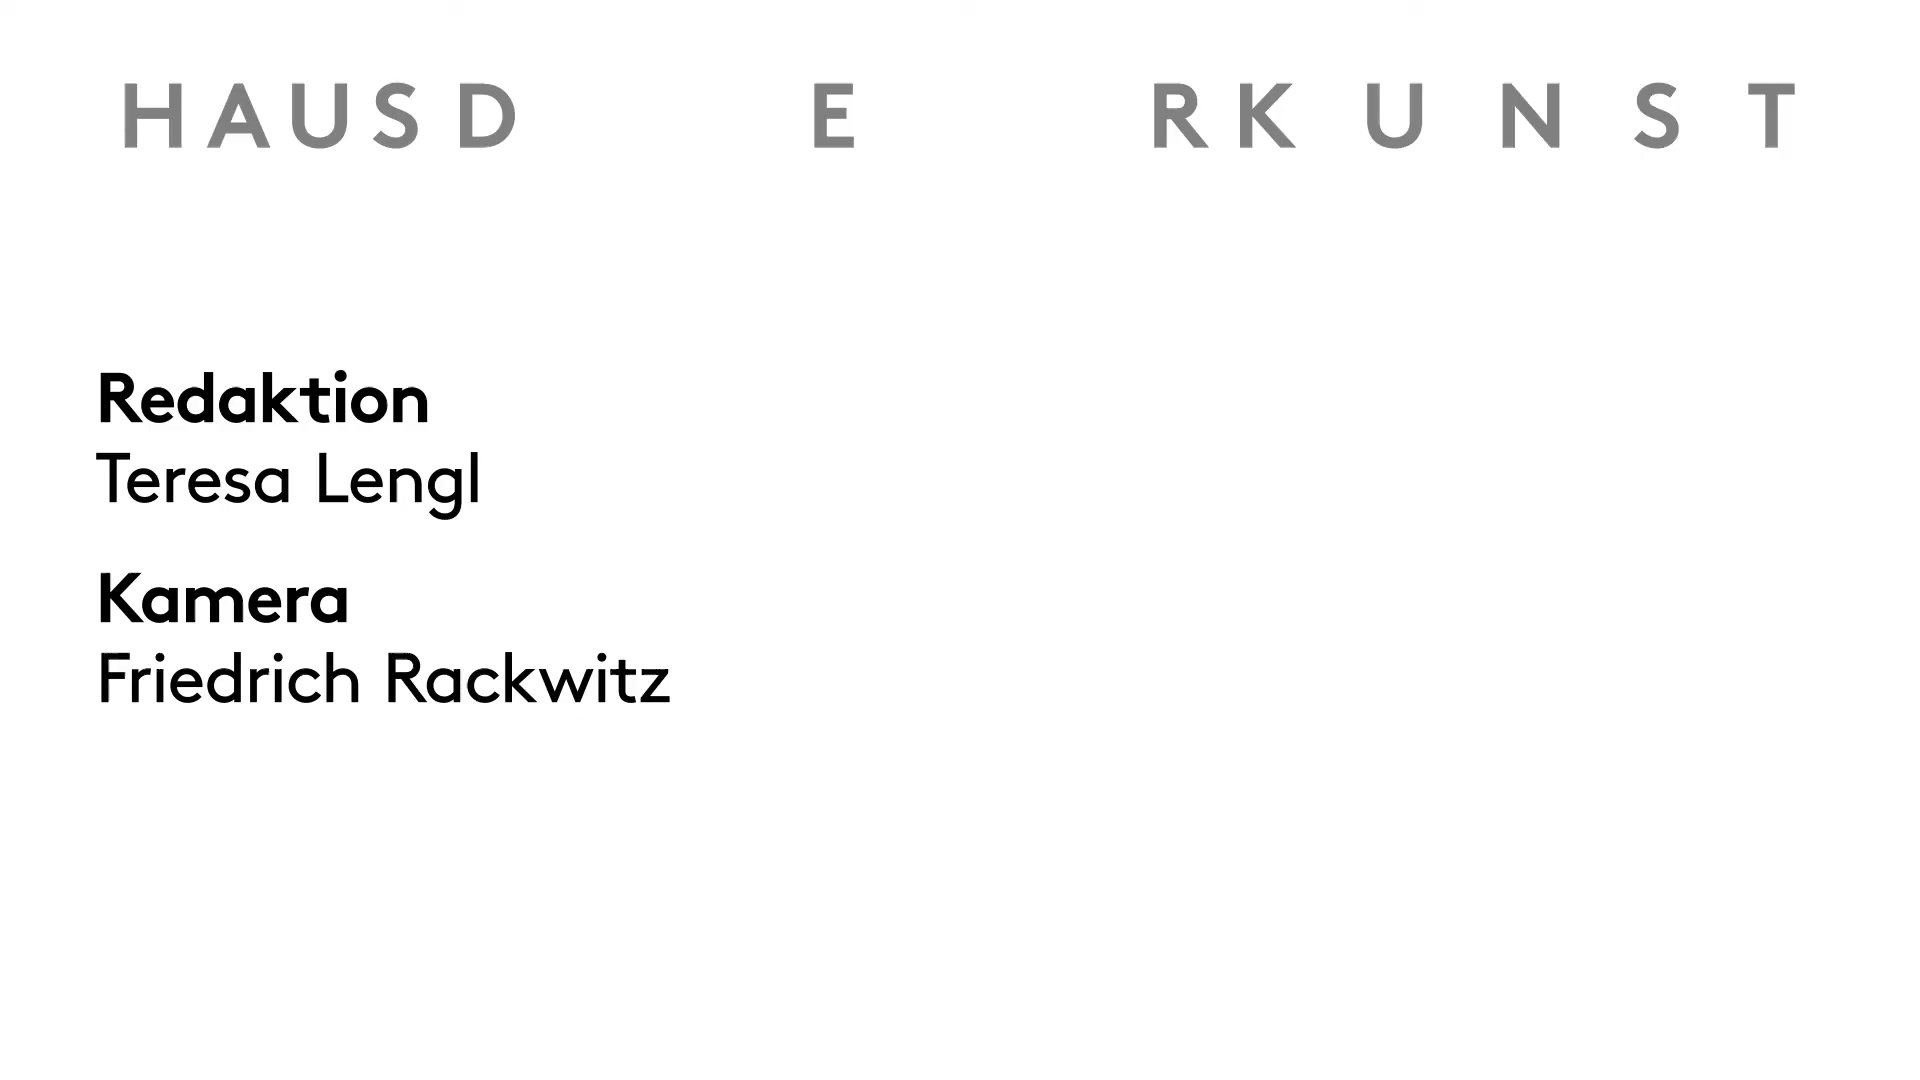 HAUSD E RKUNST
Redaktion
Teresa Lengl
Kamera
Friedrich Rackwitz